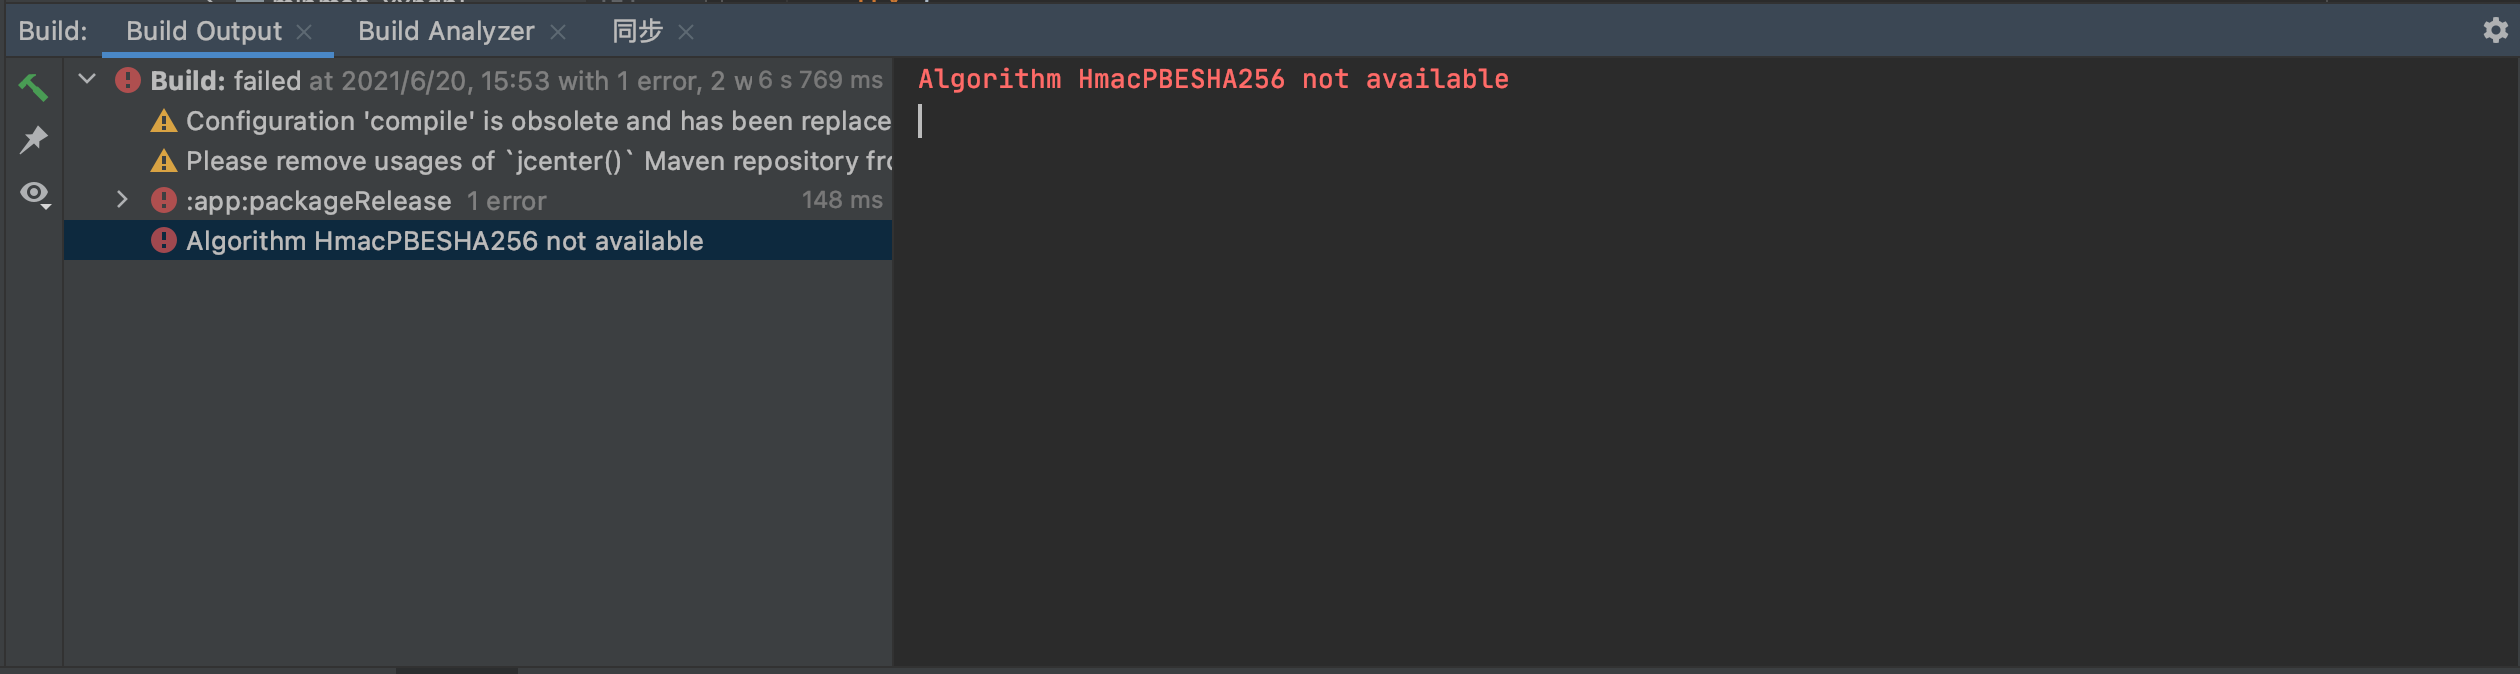 Build: Build Output Build Analyzer 同步
Build: failed at 2021/6/20, 15:53 with 1 error, 2 w 6 s 769 ms
Configuration 'compile' is obsolete and has been replace
Please remove usages of `jcenter()` Maven repository fro
:app:packageRelease 1 error 148 ms
Algorithm HmacPBESHA256 not available
Algorithm HmacPBESHA256 not available